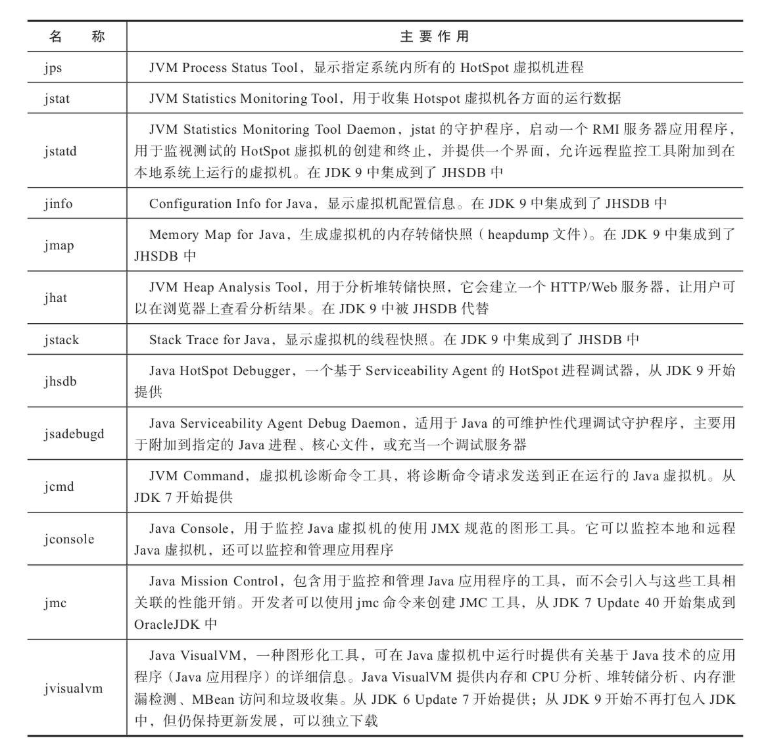 名 称 主 要 作 用
jps JVM Process Status Tool，显示指定系统内所有的 HotSpot 虚拟机进程
jstat JVM Statistics Monitoring Tool，用于收集 Hotspot 虚拟机各方面的运行数据
jstatd JVM Statistics Monitoring Tool Daemon，jstat 的守护程序，启动一个 RMI 服务器应用程序，
用于监视测试的 HotSpot 虚拟机的创建和终止，并提供一个界面，允许远程监控工具附加到在
本地系统上运行的虚拟机。在 JDK 9 中集成到了 JHSDB 中
jinfo Configuration Info for Java，显示虚拟机配置信息。在 JDK 9 中集成到了 JHSDB 中
jmap Memory Map for Java，生成虚拟机的内存转储快照（heapdump 文件）。在 JDK 9 中集成到了
JHSDB 中
jhat JVM Heap Analysis Tool，用于分析堆转储快照，它会建立一个 HTTP/Web 服务器，让用户可
以在浏览器上查看分析结果。在 JDK 9 中被 JHSDB 代替
jstack Stack Trace for Java，显示虚拟机的线程快照。在 JDK 9 中集成到了 JHSDB 中
jhsdb Java HotSpot Debugger，一个基于 Serviceability Agent 的 HotSpot 进程调试器，从 JDK 9 开始
提供
jsadebugd Java Serviceability Agent Debug Daemon，适用于 Java 的可维护性代理调试守护程序，主要用
于附加到指定的 Java 进程、核心文件，或充当一个调试服务器
jcmd JVM Command，虚拟机诊断命令工具，将诊断命令请求发送到正在运行的 Java 虚拟机。从
JDK 7 开始提供
jconsole Java Console，用于监控 Java 虚拟机的使用 JMX 规范的图形工具。它可以监控本地和远程
Java 虚拟机，还可以监控和管理应用程序
jmc Java Mission Control，包含用于监控和管理 Java 应用程序的工具，而不会引入与这些工具相
关联的性能开销。开发者可以使用 jmc 命令来创建 JMC 工具，从 JDK 7 Update 40 开始集成到
OracleJDK 中
jvisualvm Java VisualVM，一种图形化工具，可在 Java 虚拟机中运行时提供有关基于 Java 技术的应用
程序（Java 应用程序）的详细信息。Java VisualVM 提供内存和 CPU 分析、堆转储分析、内存泄
漏检测、MBean 访问和垃圾收集。从 JDK 6 Update 7 开始提供；从 JDK 9 开始不再打包入 JDK
中，但仍保持更新发展，可以独立下载